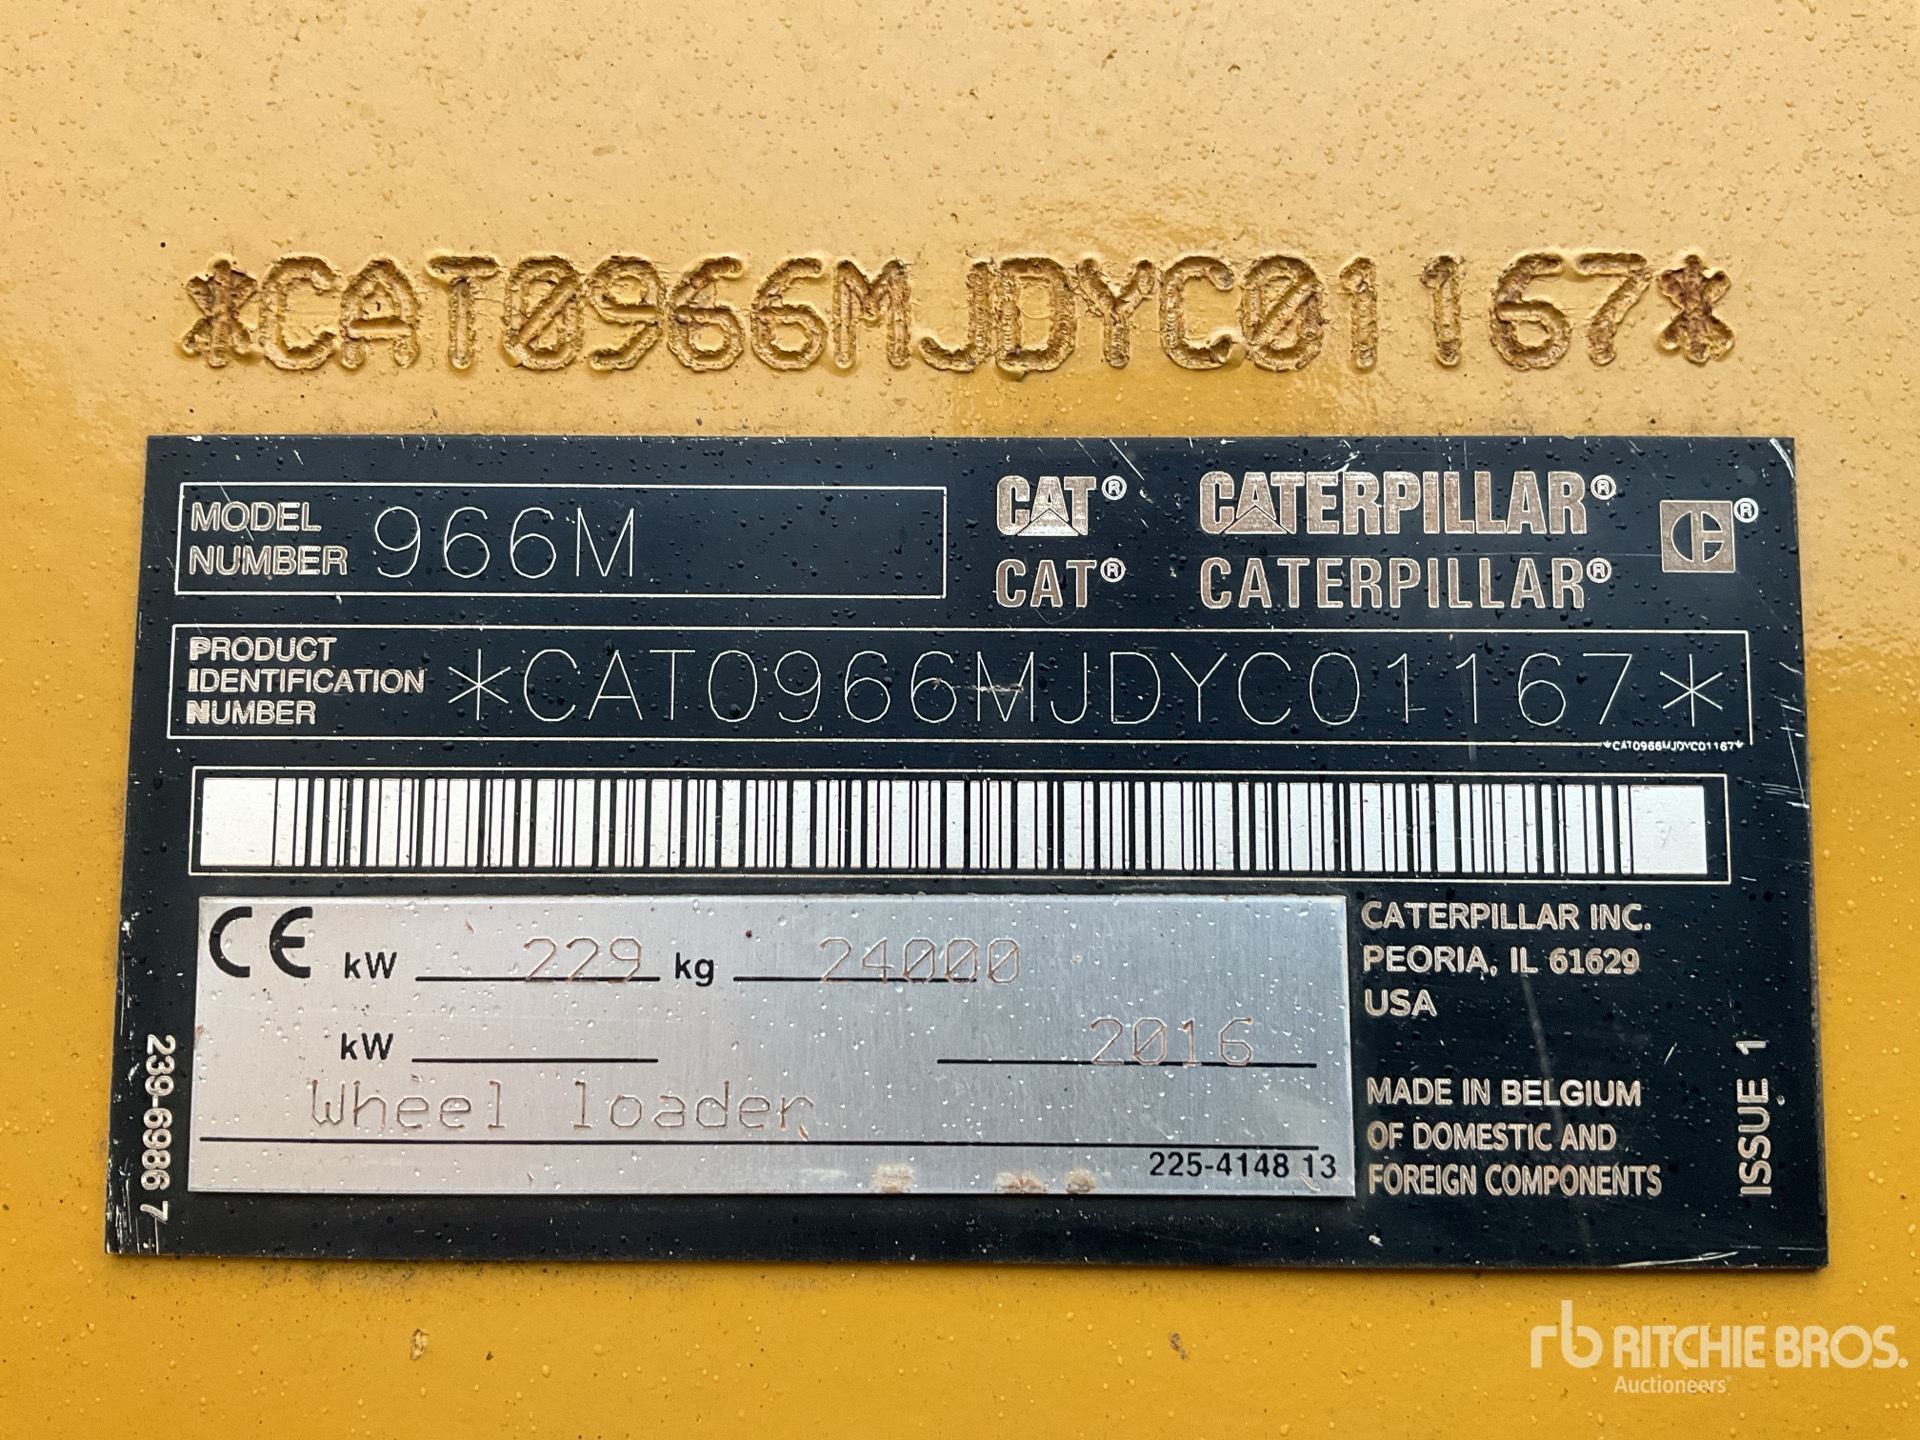 *CAT0966MJDYC01167*
MODEL NUMBER 966M
CAT® CATERPILLAR® ®
CAT® CATERPILLAR®
PRODUCT IDENTIFICATION NUMBER *CAT0966MJDYC01167*
*CAT0966MJDYC01167*
CE kW 229 kg 24000
kW 2016
Wheel loader
225-4148 13
CATERPILLAR INC.
PEORIA, IL 61629
USA
MADE IN BELGIUM
OF DOMESTIC AND
FOREIGN COMPONENTS
239-6986 7
ISSUE 1
rb RITCHIE BROS.
Auctioneers